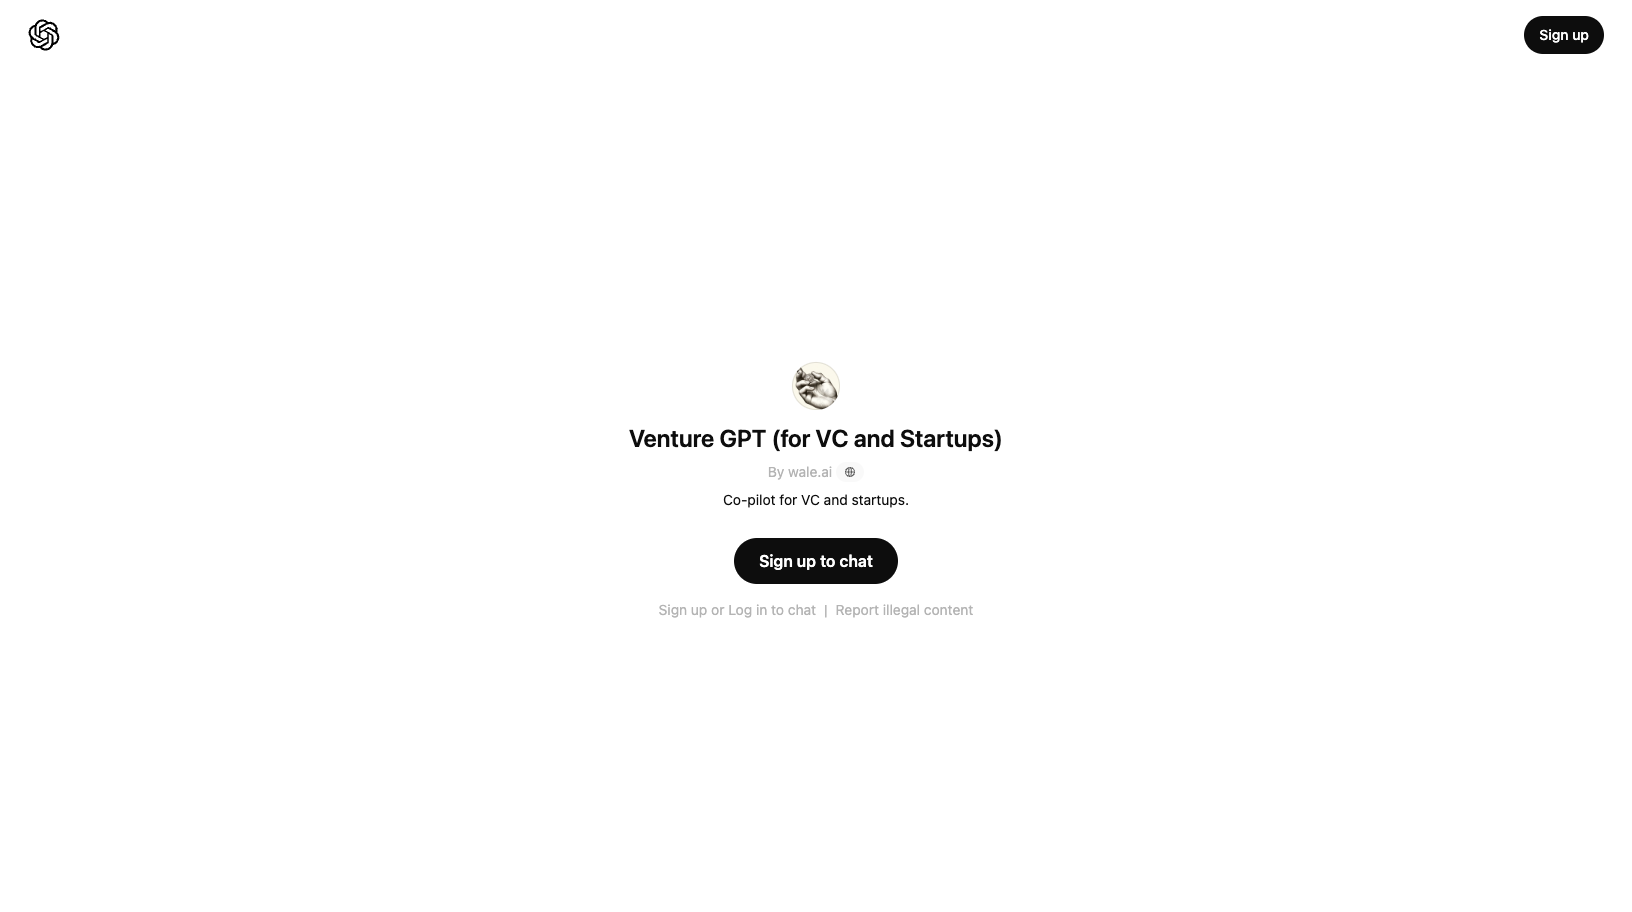 Sign up
Venture GPT (for VC and Startups)
By wale.ai
Co-pilot for VC and startups.
Sign up to chat
Sign up or Log in to chat | Report illegal content